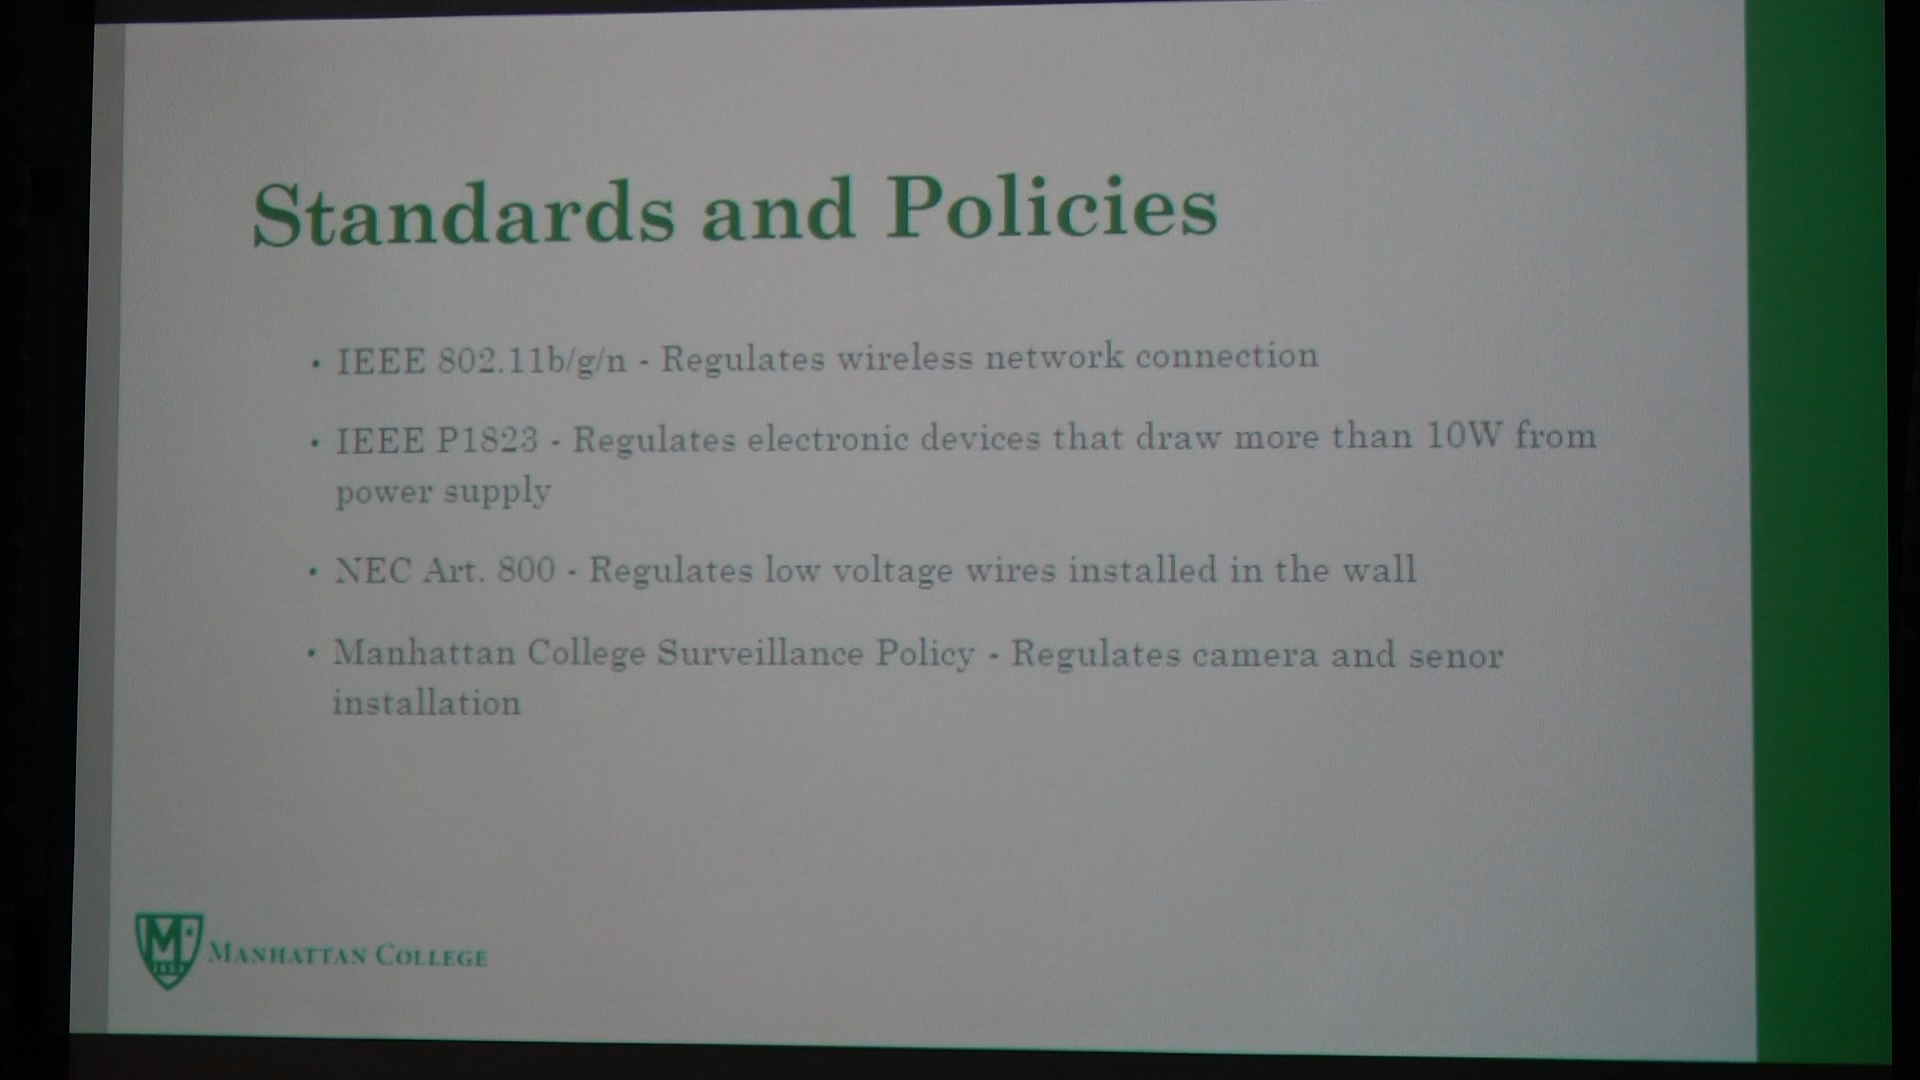 Standards and Policies
• IEEE 802.11b/g/n - Regulates wireless network connection
• IEEE P1823 - Regulates electronic devices that draw more than 10W from
power supply
• NEC Art. 800 - Regulates low voltage wires installed in the wall
• Manhattan College Surveillance Policy - Regulates camera and senor
installation
M
1853
MANHATTAN COLLEGE